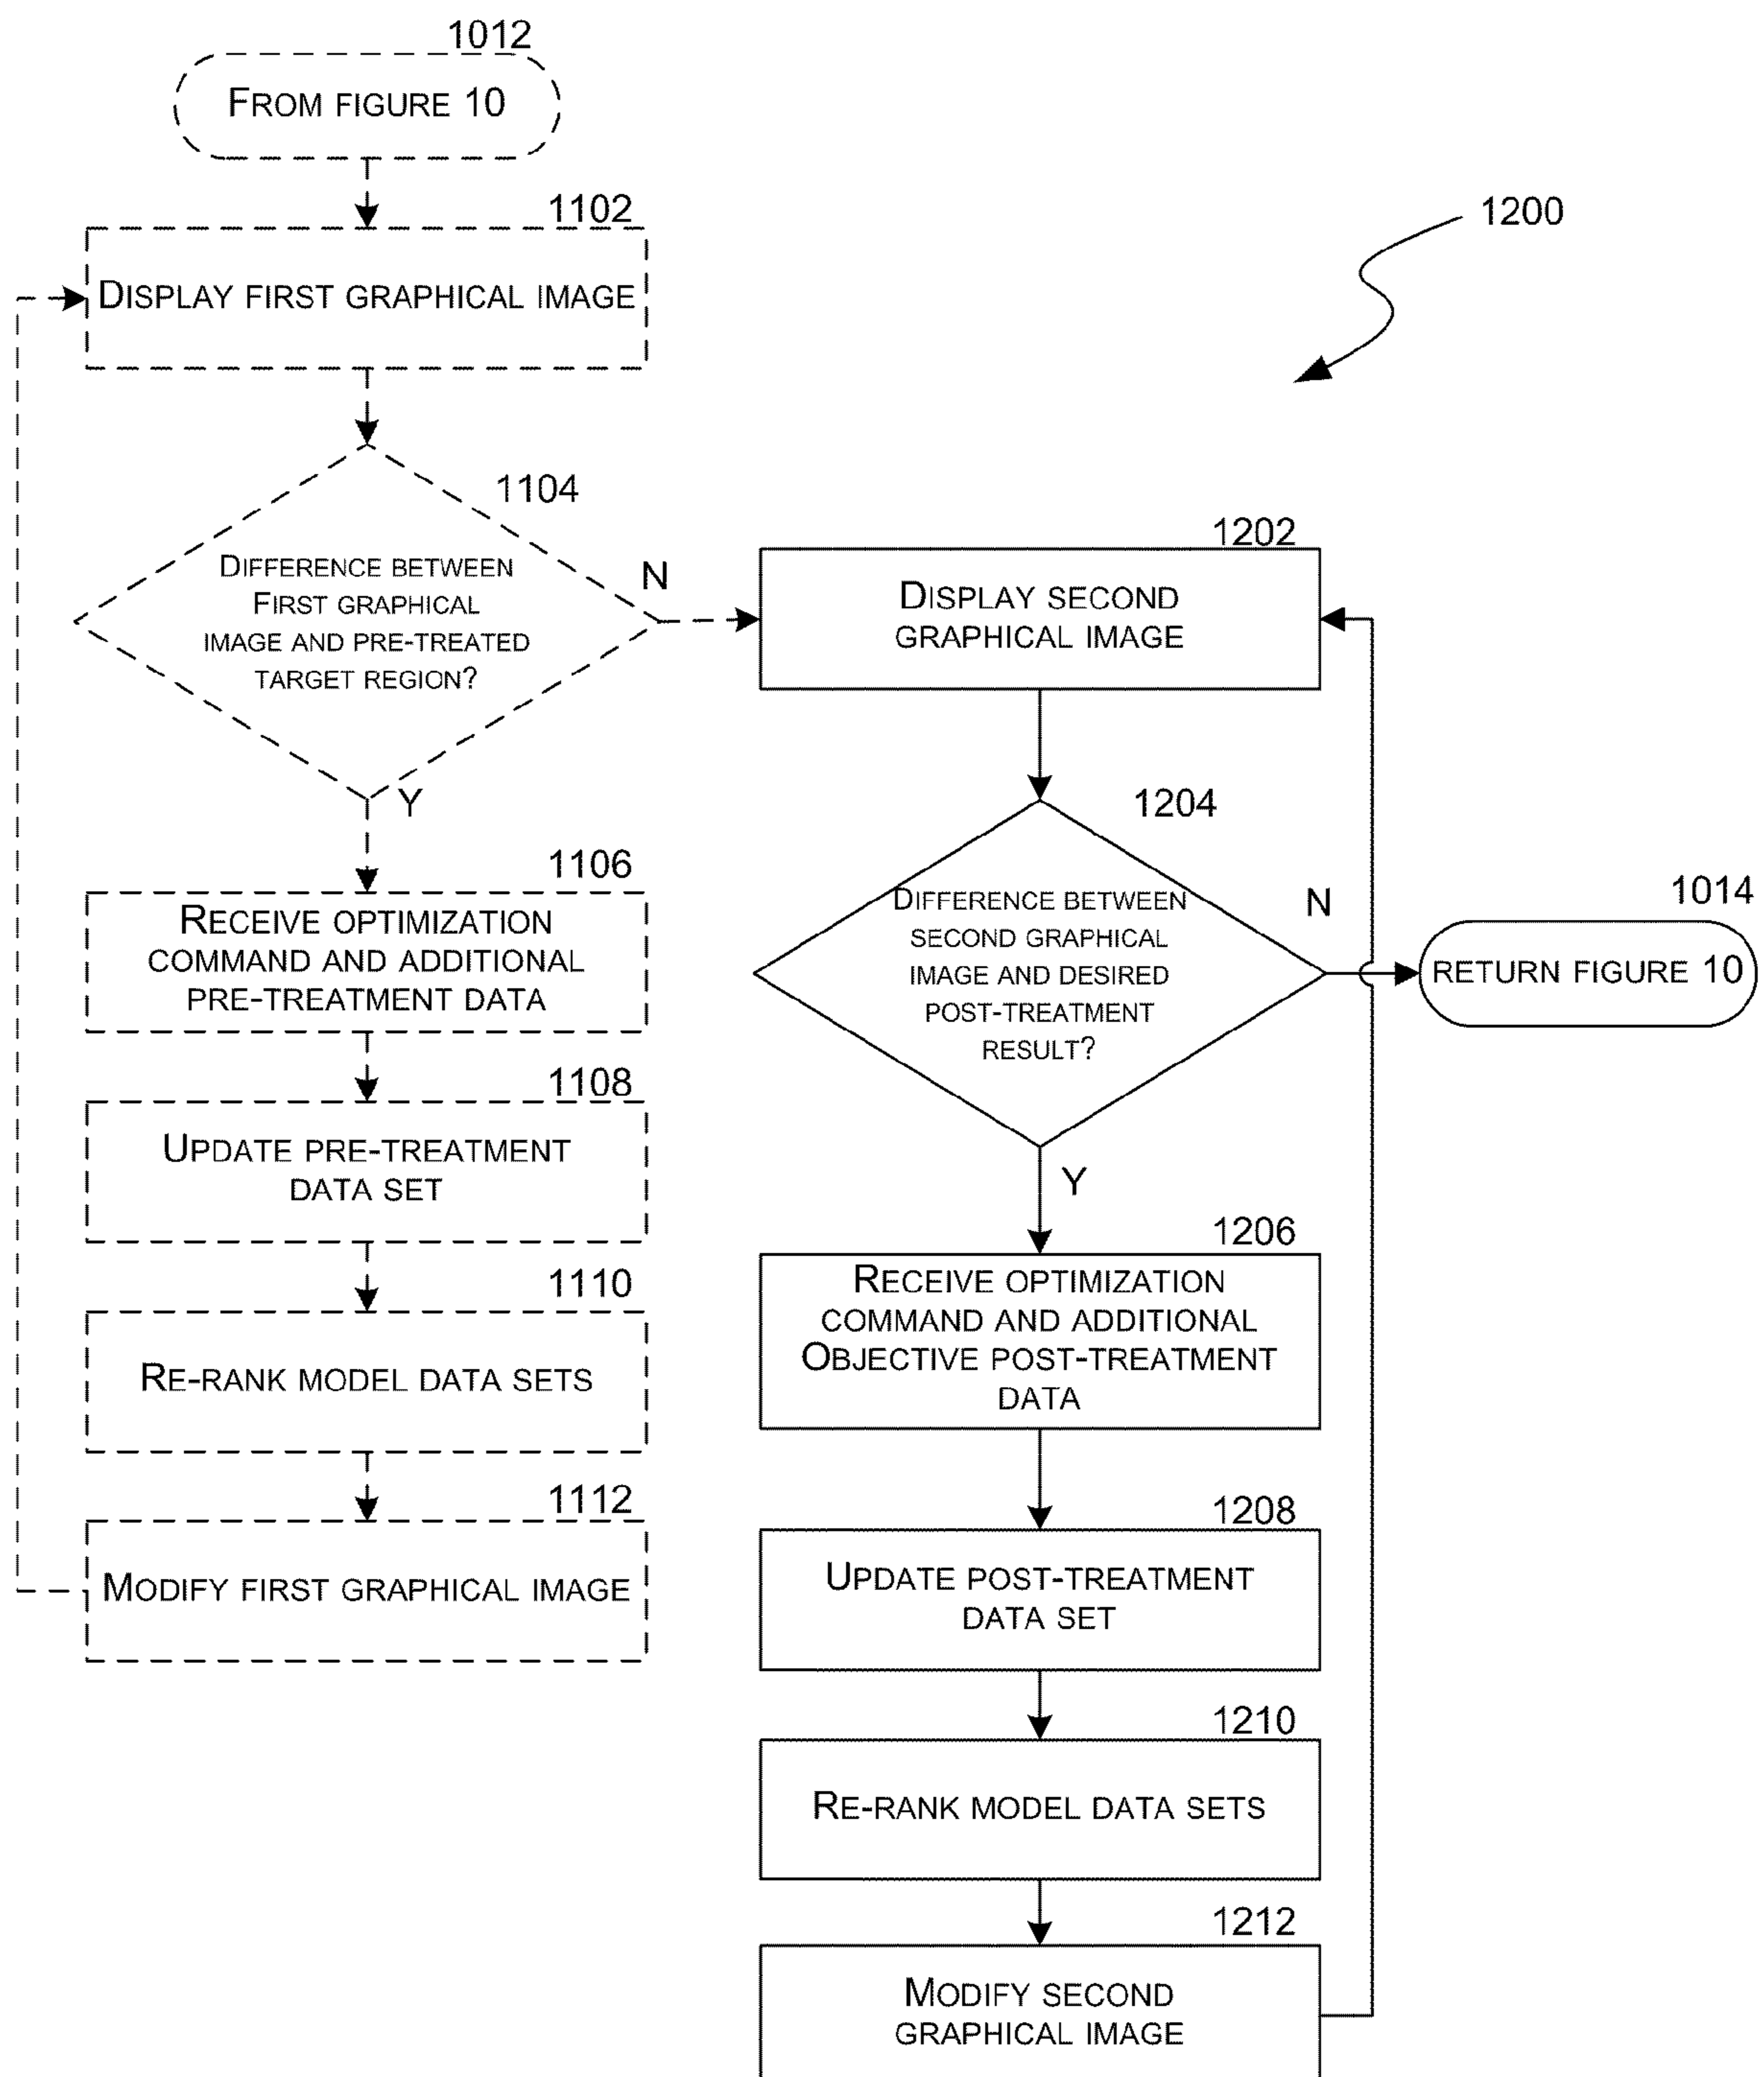 1012
FROM FIGURE 10
1102
DISPLAY FIRST GRAPHICAL IMAGE
1200
1104
DIFFERENCE BETWEEN
FIRST GRAPHICAL
IMAGE AND PRE-TREATED
TARGET REGION?
N
Y
1106
RECEIVE OPTIMIZATION
COMMAND AND ADDITIONAL
PRE-TREATMENT DATA
1108
UPDATE PRE-TREATMENT
DATA SET
1110
RE-RANK MODEL DATA SETS
1112
MODIFY FIRST GRAPHICAL IMAGE
1202
DISPLAY SECOND
GRAPHICAL IMAGE
1204
DIFFERENCE BETWEEN
SECOND GRAPHICAL
IMAGE AND DESIRED
POST-TREATMENT
RESULT?
N
1014
RETURN FIGURE 10
Y
1206
RECEIVE OPTIMIZATION
COMMAND AND ADDITIONAL
OBJECTIVE POST-TREATMENT
DATA
1208
UPDATE POST-TREATMENT
DATA SET
1210
RE-RANK MODEL DATA SETS
1212
MODIFY SECOND
GRAPHICAL IMAGE